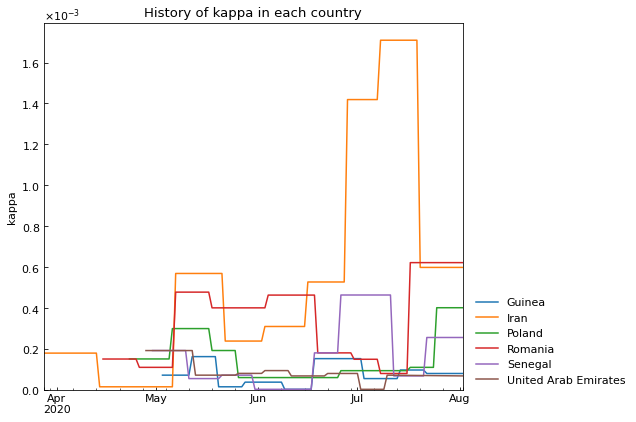 History of kappa in each country
×10⁻³
1.6
1.4
1.2
1.0
0.8
0.6
0.4
0.2
0.0
kappa
Apr May Jun Jul Aug
2020
Guinea
Iran
Poland
Romania
Senegal
United Arab Emirates